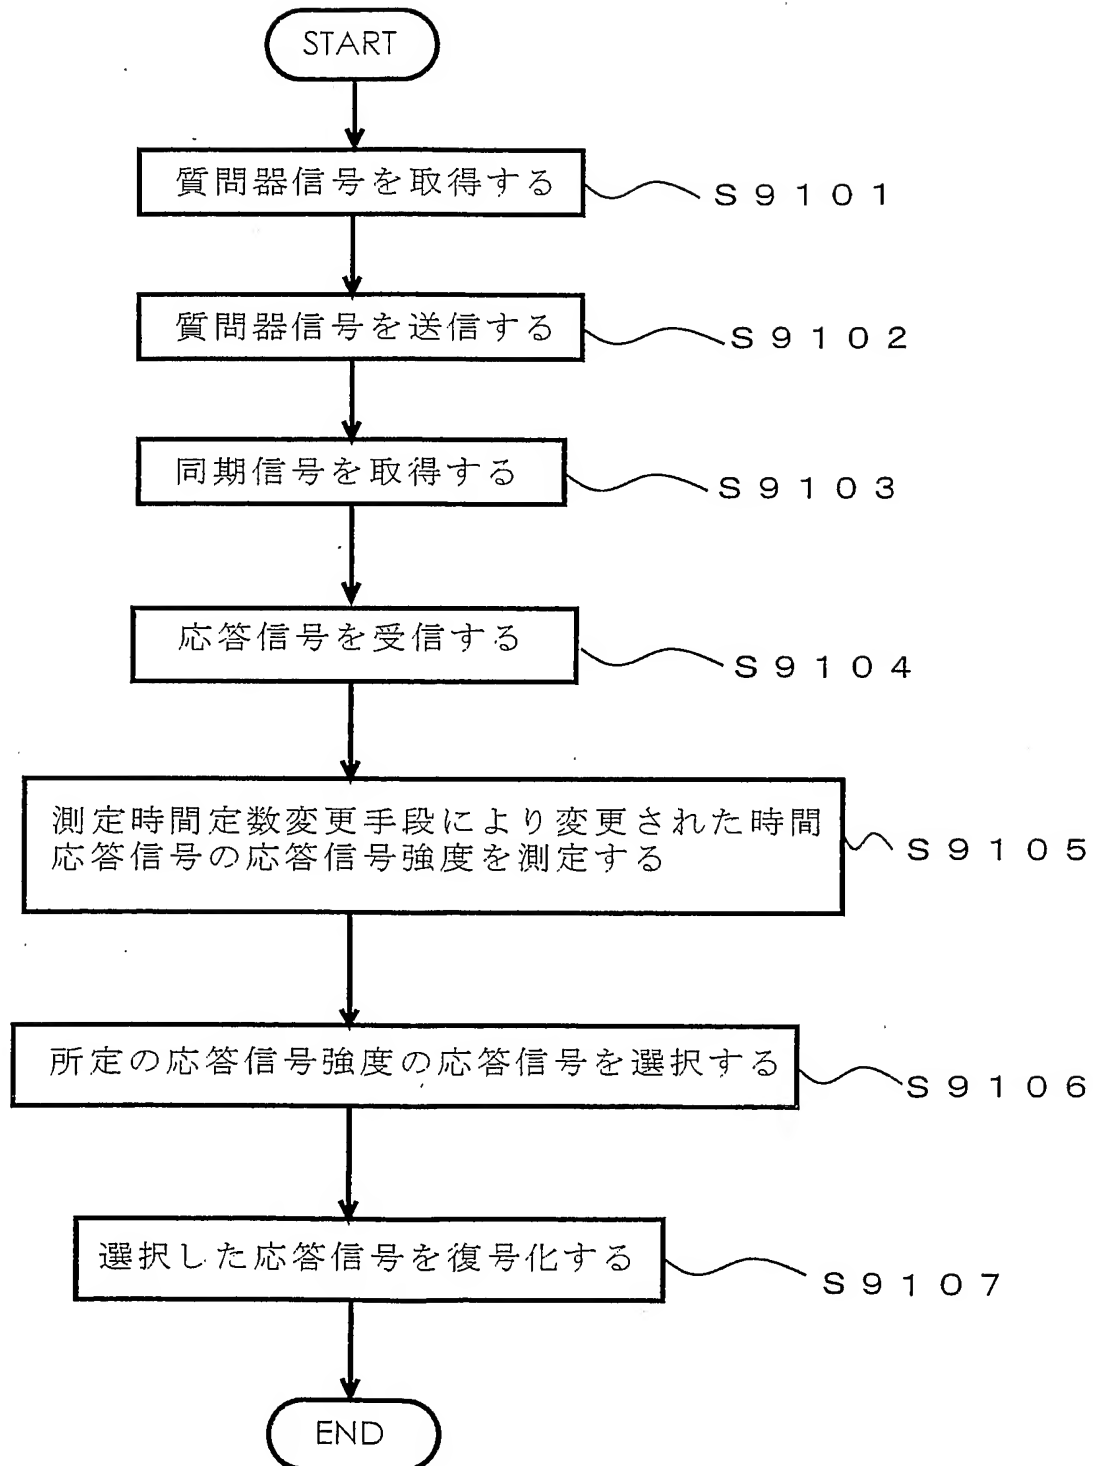 START
質問器信号を取得する
S9101
質問器信号を送信する
S9102
同期信号を取得する
S9103
応答信号を受信する
S9104
測定時間定数変更手段により変更された時間
応答信号の応答信号強度を測定する
S9105
所定の応答信号強度の応答信号を選択する
S9106
選択した応答信号を復号化する
S9107
END